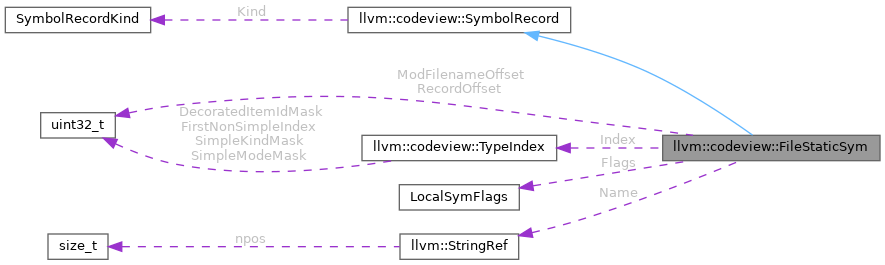 SymbolRecordKind
Kind
llvm::codeview::SymbolRecord
ModFilenameOffset
RecordOffset
uint32_t
DecoratedItemIdMask
FirstNonSimpleIndex
SimpleKindMask
SimpleModeMask
llvm::codeview::TypeIndex
Index
llvm::codeview::FileStaticSym
Flags
LocalSymFlags
Name
size_t
npos
llvm::StringRef